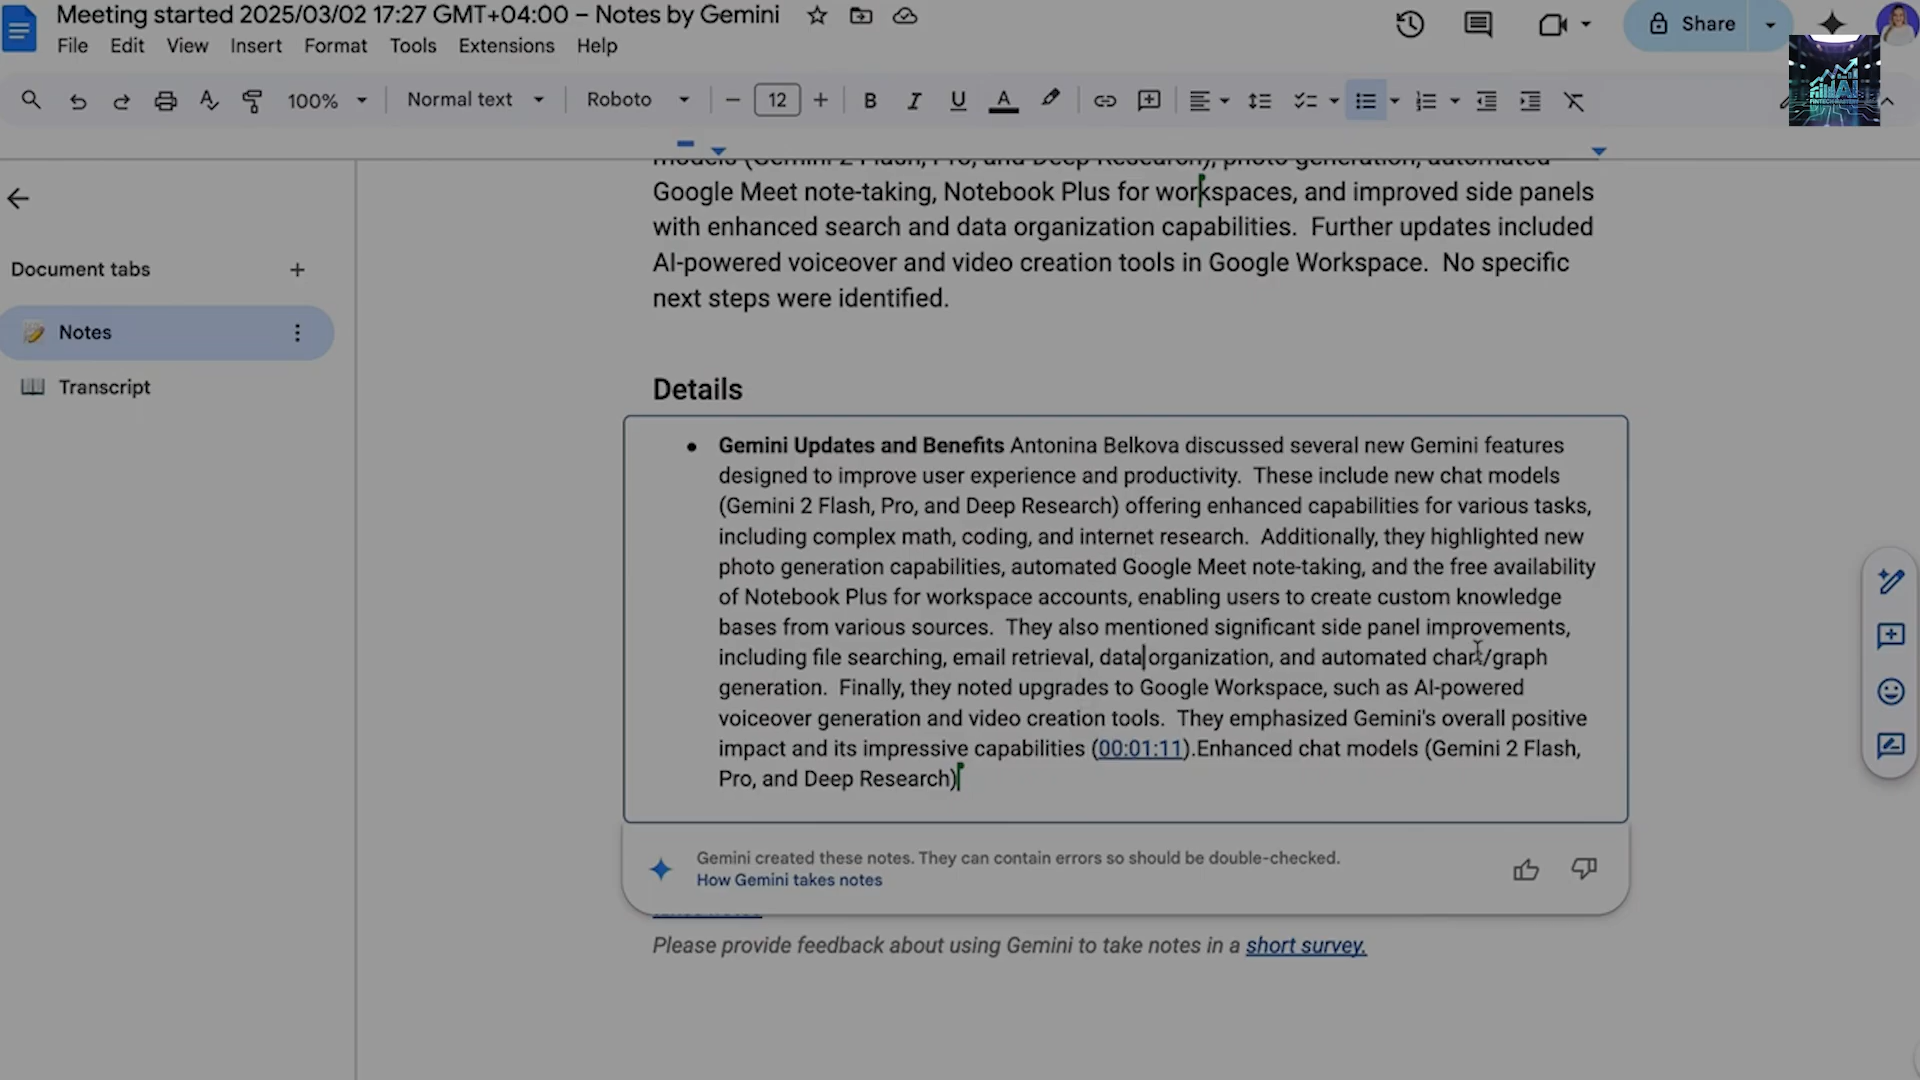 Meeting started 2025/03/02 17:27 GMT+04:00 – Notes by Gemini
Share
File Edit View Insert Format Tools Extensions Help
100% Normal text Roboto 12
models (Gemini 2 Flash, Pro, and Deep Research), photo generation, automated
Google Meet note-taking, Notebook Plus for workspaces, and improved side panels
with enhanced search and data organization capabilities. Further updates included
AI-powered voiceover and video creation tools in Google Workspace. No specific
next steps were identified.
Document tabs
Notes
Transcript
Details
Gemini Updates and Benefits Antonina Belkova discussed several new Gemini features
designed to improve user experience and productivity. These include new chat models
(Gemini 2 Flash, Pro, and Deep Research) offering enhanced capabilities for various tasks,
including complex math, coding, and internet research. Additionally, they highlighted new
photo generation capabilities, automated Google Meet note-taking, and the free availability
of Notebook Plus for workspace accounts, enabling users to create custom knowledge
bases from various sources. They also mentioned significant side panel improvements,
including file searching, email retrieval, data organization, and automated chart/graph
generation. Finally, they noted upgrades to Google Workspace, such as AI-powered
voiceover generation and video creation tools. They emphasized Gemini's overall positive
impact and its impressive capabilities (00:01:11).Enhanced chat models (Gemini 2 Flash,
Pro, and Deep Research)
Gemini created these notes. They can contain errors so should be double-checked.
How Gemini takes notes
Please provide feedback about using Gemini to take notes in a short survey.